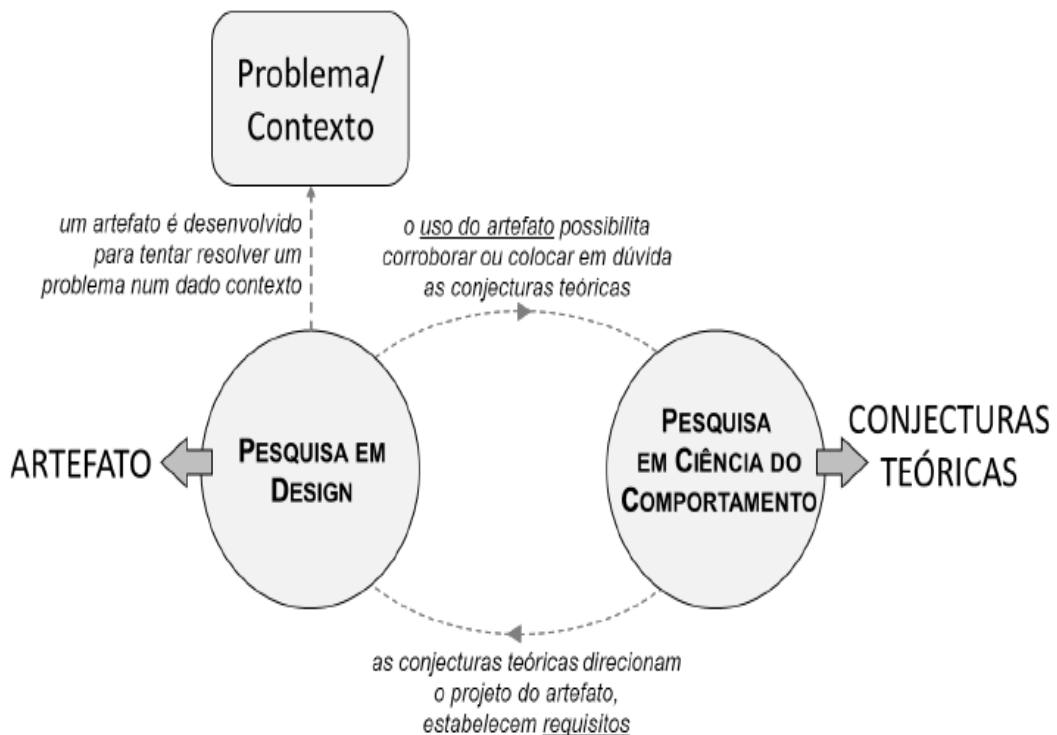 Problema/
Contexto
um artefato é desenvolvido
para tentar resolver um
problema num dado contexto
o uso do artefato possibilita
corroborar ou colocar em dúvida
as conjecturas teóricas
ARTEFATO
PESQUISA EM
DESIGN
PESQUISA
EM CIÊNCIA DO
COMPORTAMENTO
CONJECTURAS
TEÓRICAS
as conjecturas teóricas direcionam
o projeto do artefato,
estabelecem requisitos